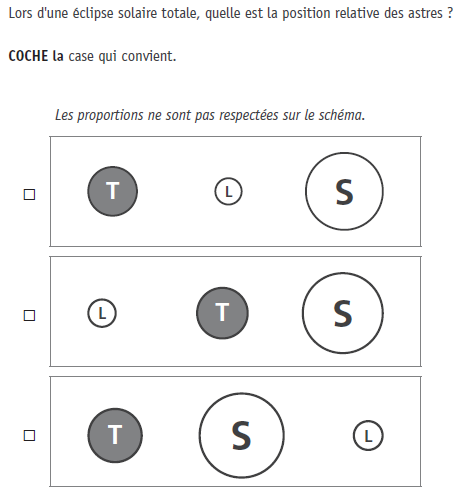 Lors d'une éclipse solaire totale, quelle est la position relative des astres ?
COCHE la case qui convient.
Les proportions ne sont pas respectées sur le schéma.
T L S
L T S
T S L